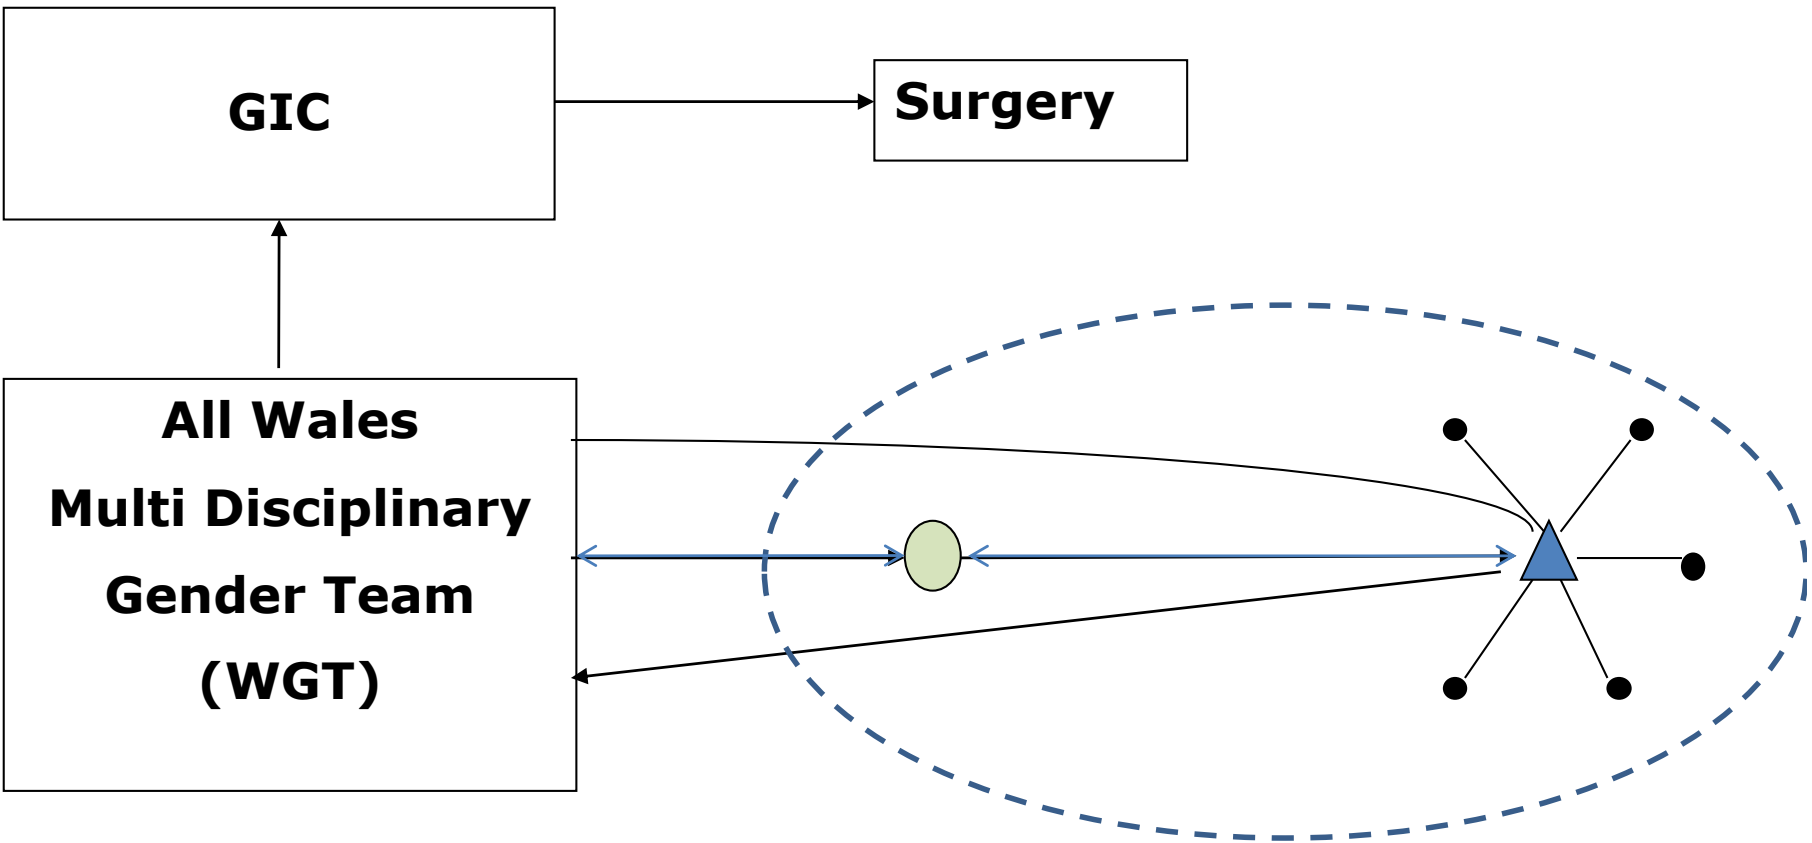 GIC
Surgery
All Wales
Multi Disciplinary
Gender Team
(WGT)